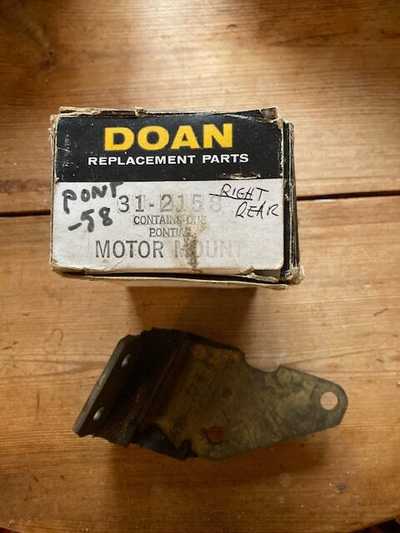 DOAN
REPLACEMENT PARTS
PONT
-58
31-2158
RIGHT
REAR
CONTAINS ONE
PONTIAC
MOTOR MOUNT